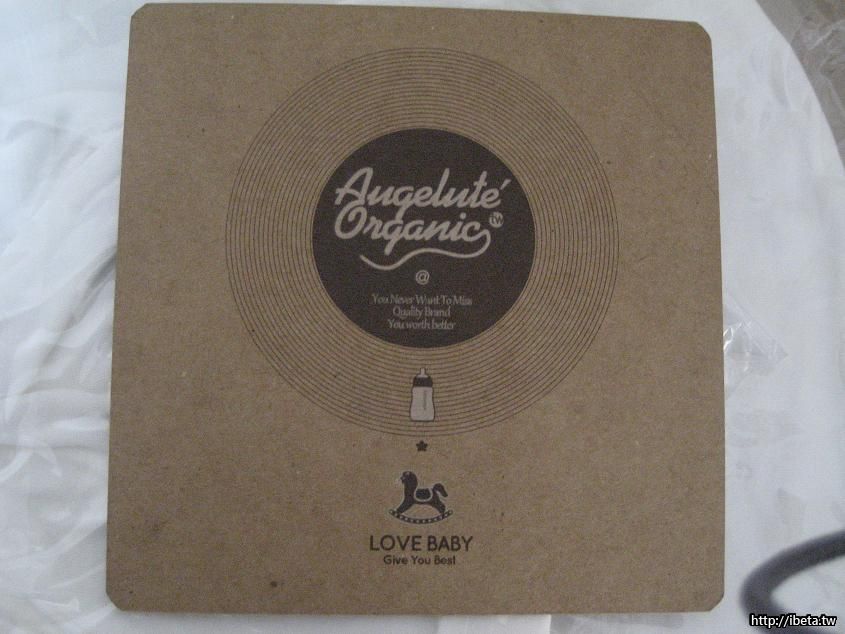 Augeluté
Organic
tw
@
You Never Want To Miss
Quality Brand
You worth better
LOVE BABY
Give You Best
http://ibeta.tw